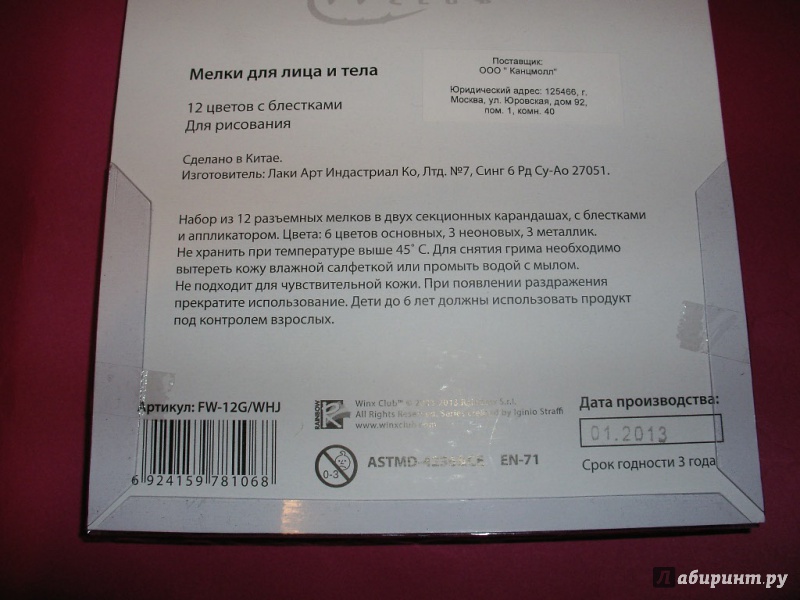 Мелки для лица и тела
12 цветов с блестками
Для рисования
Поставщик:
ООО " Канцмолл"
Юридический адрес: 125466, г.
Москва, ул. Юровская, дом 92,
пом. 1, комн. 40
Сделано в Китае.
Изготовитель: Лаки Арт Индастриал Ко, Лтд. №7, Синг 6 Рд Су-Ао 27051.
Набор из 12 разъемных мелков в двух секционных карандашах, с блестками
и аппликатором. Цвета: 6 цветов основных, 3 неоновых, 3 металлик.
Не хранить при температуре выше 45˚ С. Для снятия грима необходимо
вытереть кожу влажной салфеткой или промыть водой с мылом.
Не подходит для чувствительной кожи. При появлении раздражения
прекратите использование. Дети до 6 лет должны использовать продукт
под контролем взрослых.
Артикул: FW-12G/WHJ
6 924159 781068
RAINBOW
Winx Club™ © S.r.l.
All Rights created by Iginio Straffi
www.winxclub.com
0-3
EN-71
Дата производства:
01.2013
Срок годности 3 года
Лабиринт.ру